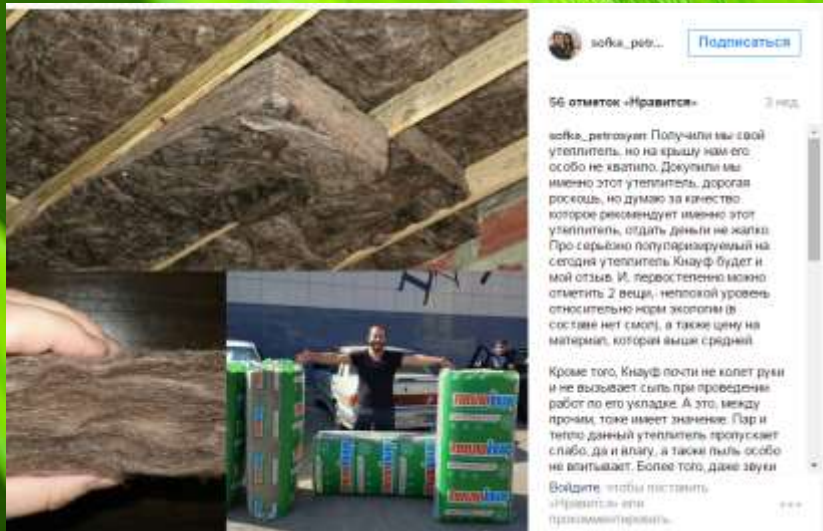 sofka_petr...
Подписаться
56 отметок «Нравится»
3 нед.
sofka_petrosyan Получили мы свой
утеплитель, но на крышу нам его
особо не хватило. Докупили мы
именно этот утеплитель, дорогая
роскошь, но думаю за качество
которое рекомендует именно этот
утеплитель, отдать деньги не жалко.
Про серьёзно популяризируемый на
сегодня утеплитель Кнауф будет и
мой отзыв. И, первостепенно можно
отметить 2 вещи,- неплохой уровень
относительно норм экологии (в
составе нет смол), а также цену на
материал, которая выше средней.
Кроме того, Кнауф почти не колет руки
и не вызывает сыпь при проведении
работ по его укладке. А это, между
прочим, тоже имеет значение. Пар и
тепло данный утеплитель пропускает
слабо, да и влагу, а также пыль особо
не впитывает. Более того, даже звуки
Войдите, чтобы поставить
«Нравится» или
прокомментировать.